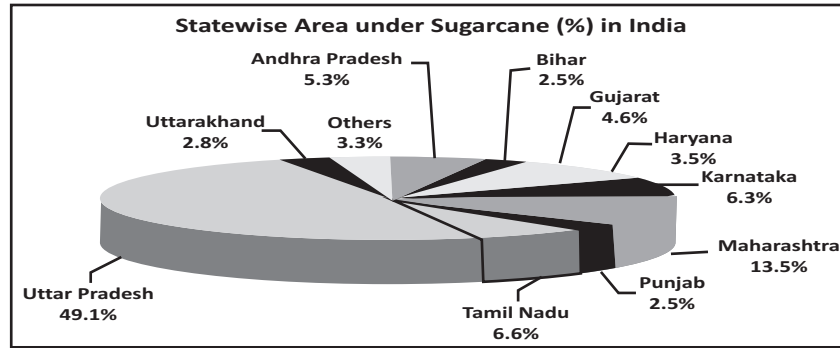 Statewise Area under Sugarcane (%) in India
Andhra Pradesh
5.3%
Bihar
2.5%
Gujarat
4.6%
Haryana
3.5%
Karnataka
6.3%
Maharashtra
13.5%
Punjab
2.5%
Tamil Nadu
6.6%
Uttar Pradesh
49.1%
Uttarakhand
2.8%
Others
3.3%